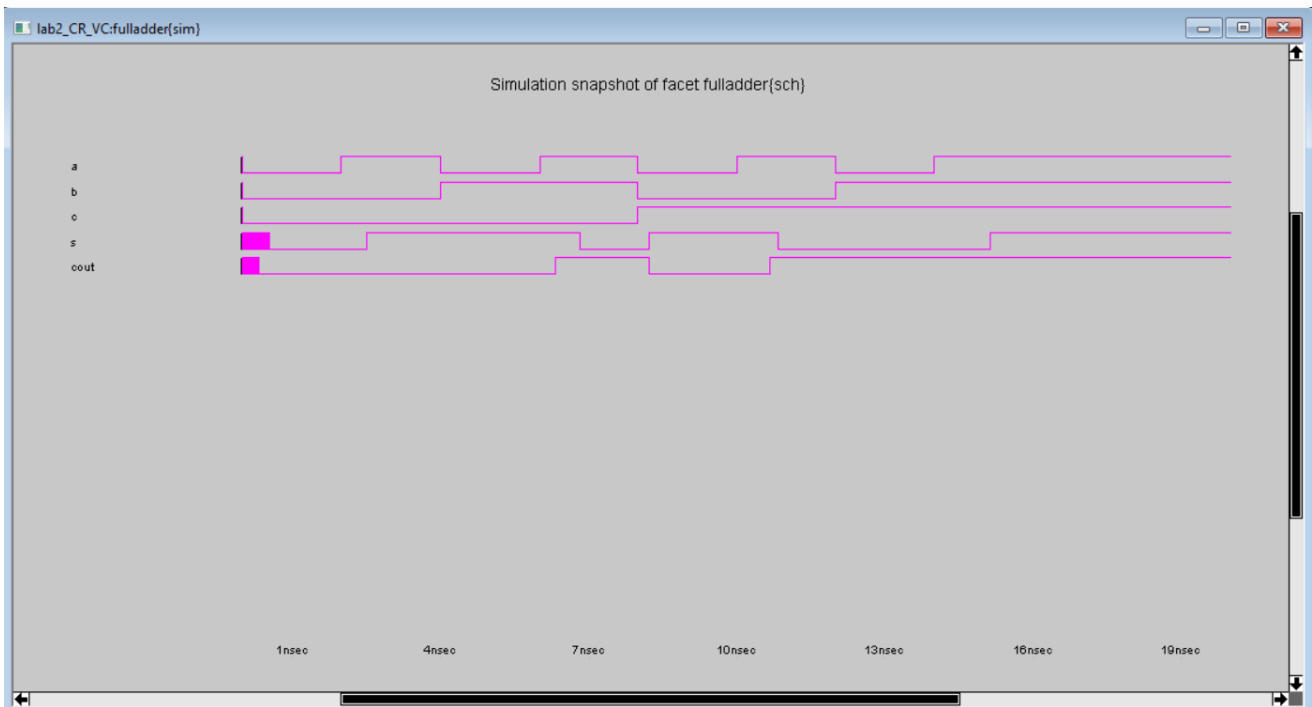 lab2_CR_VC:fulladder{sim}
Simulation snapshot of facet fulladder{sch}
a
b
c
s
cout
1nsec 4nsec 7nsec 10nsec 13nsec 16nsec 19nsec